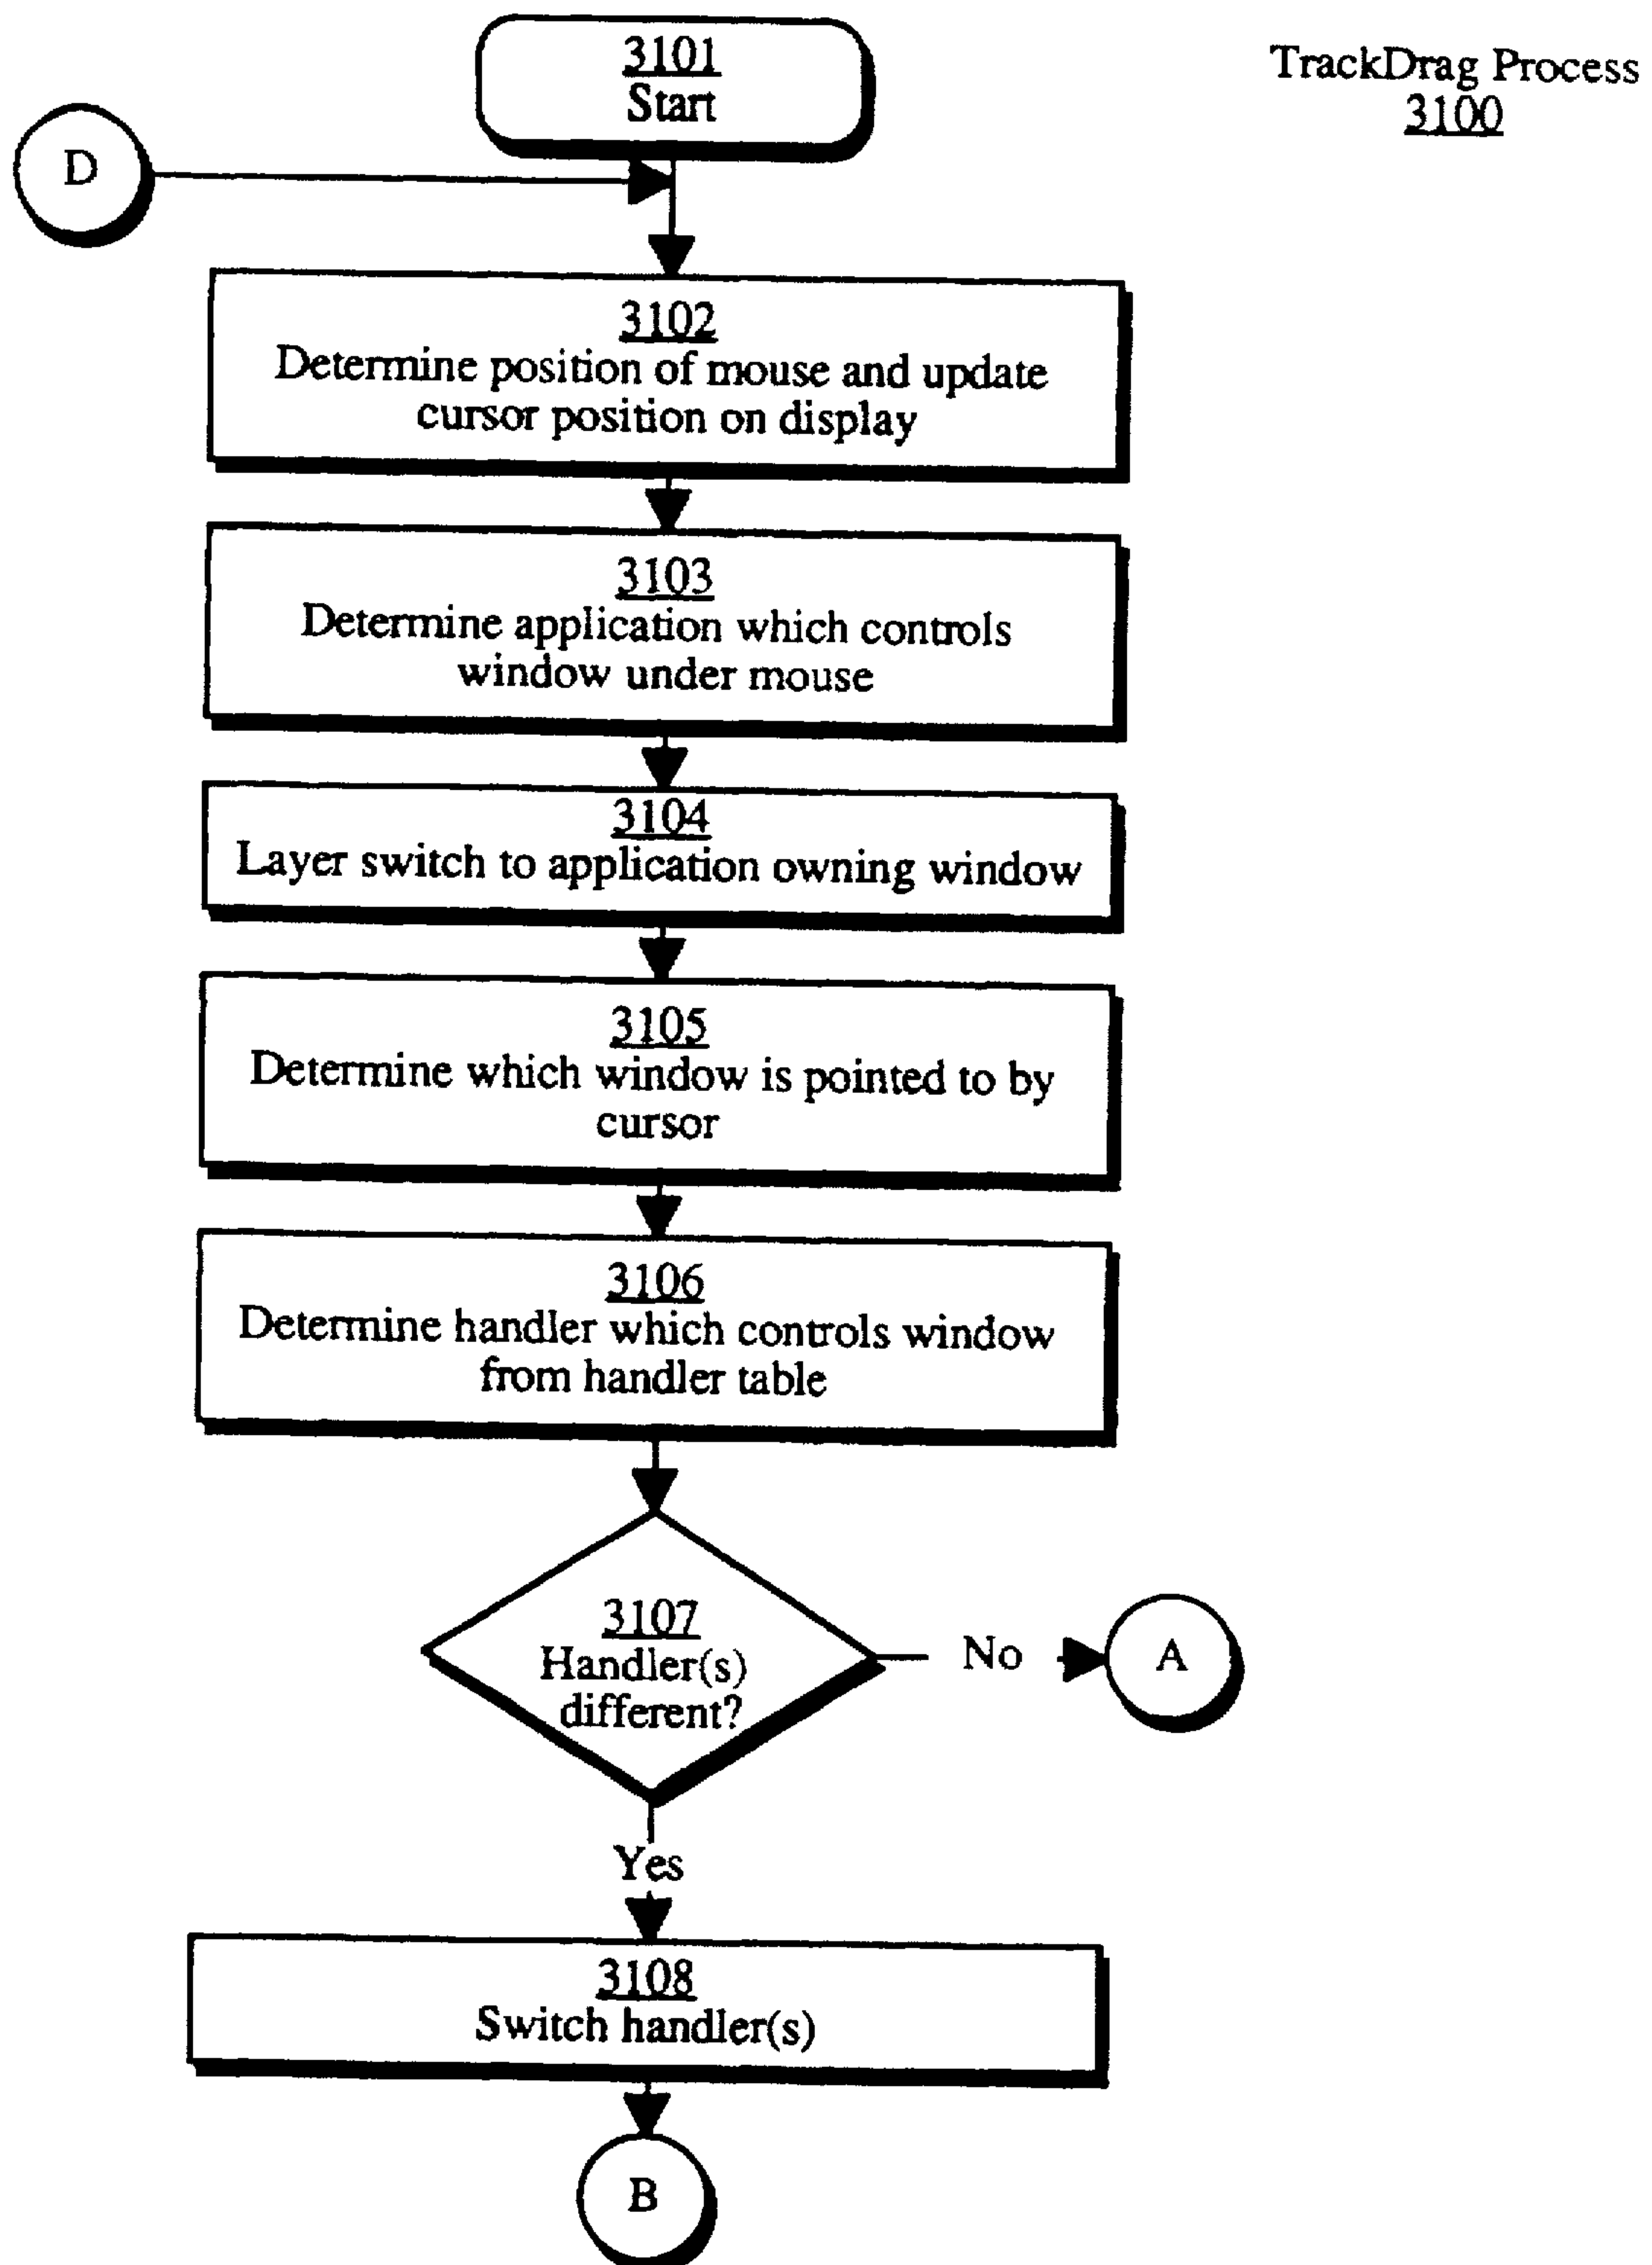 3101
Start
TrackDrag Process
3100
D
3102
Determine position of mouse and update
cursor position on display
3103
Determine application which controls
window under mouse
3104
Layer switch to application owning window
3105
Determine which window is pointed to by
cursor
3106
Determine handler which controls window
from handler table
3107
Handler(s)
different?
No
A
Yes
3108
Switch handler(s)
B